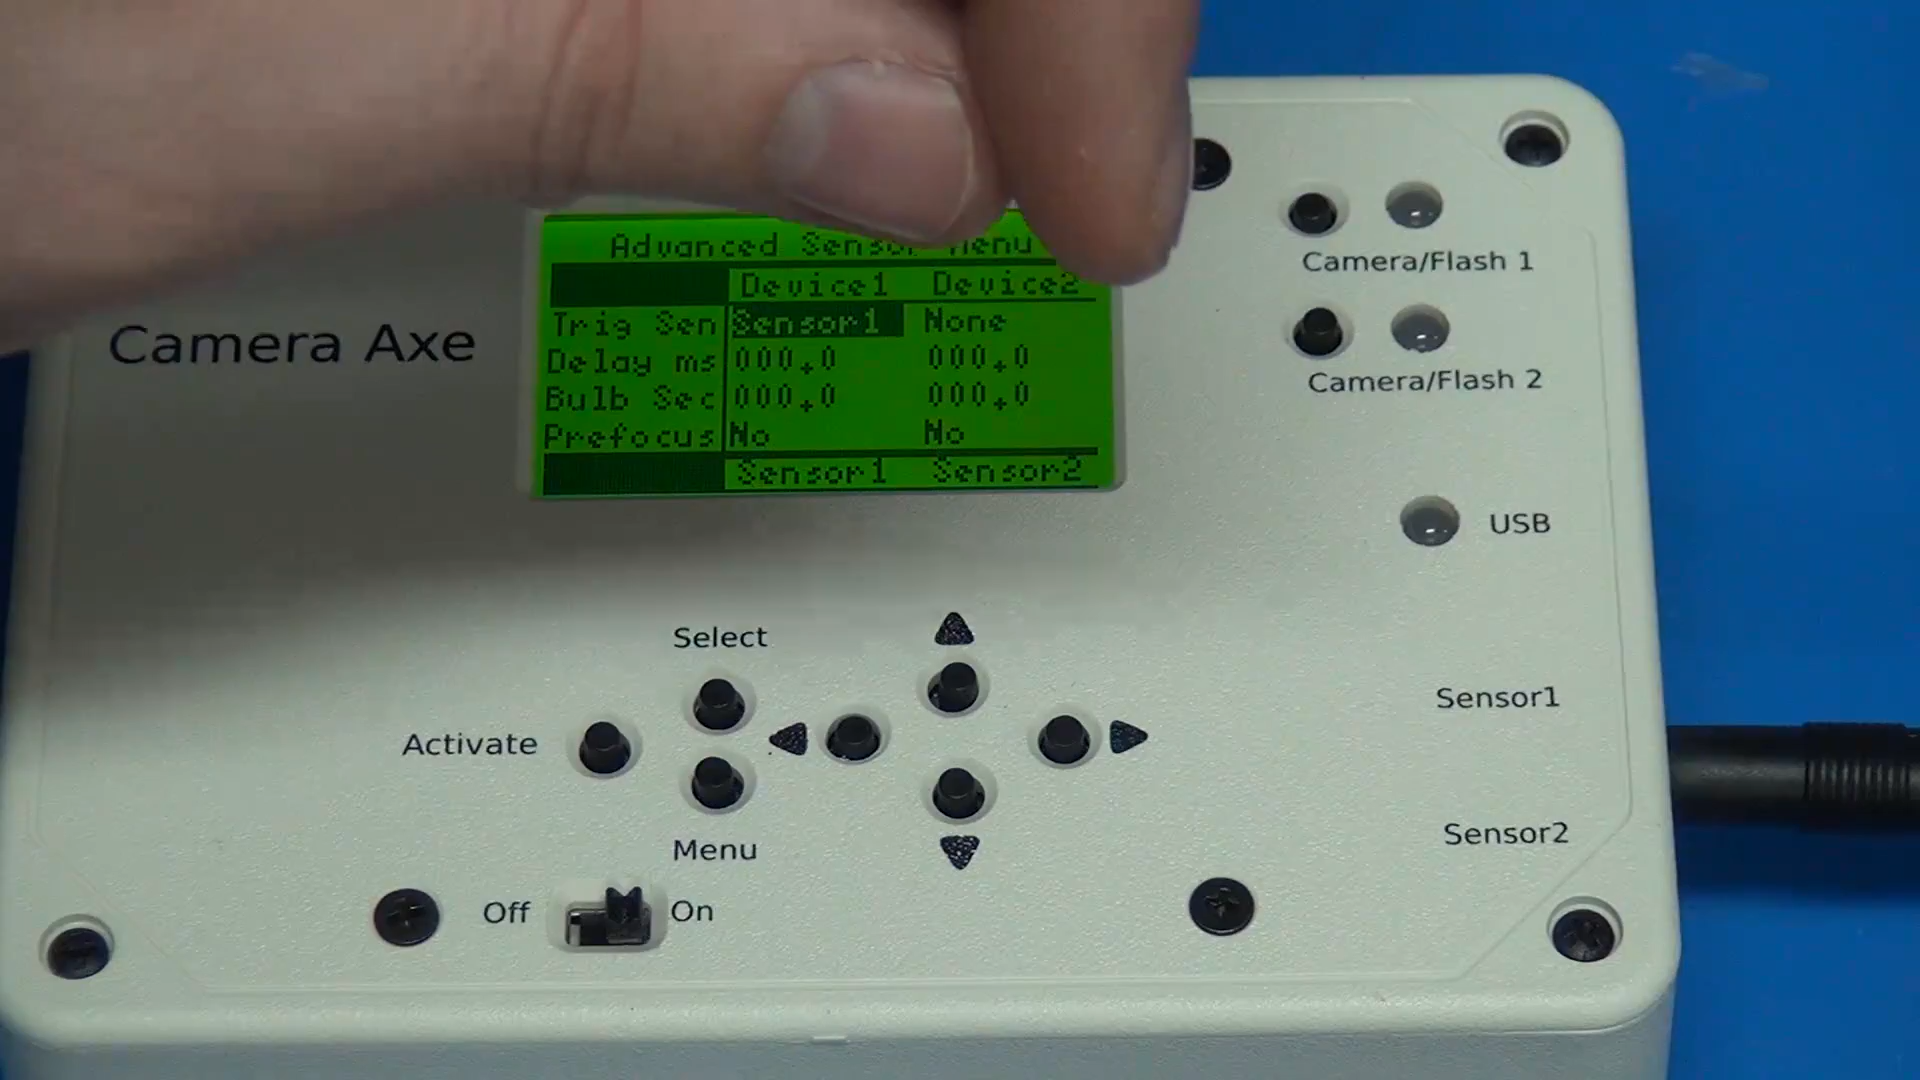 Advanced Sensor Menu
Device1 Device2
Trig Sen Sensor1 None
Delay ms 000.0 000.0
Bulb Sec 000.0 000.0
Prefocus No No
Sensor1 Sensor2
Camera Axe
Camera/Flash 1
Camera/Flash 2
USB
Select
Activate
Menu
Off On
Sensor1
Sensor2